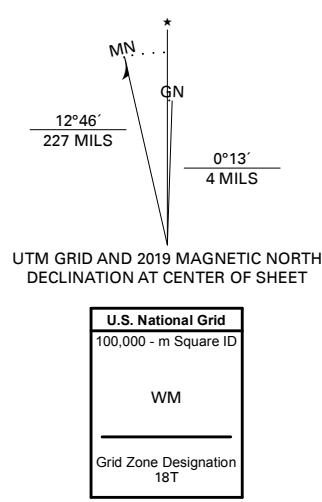 ★
MN
GN
12°46´
227 MILS
0°13´
4 MILS
UTM GRID AND 2019 MAGNETIC NORTH
DECLINATION AT CENTER OF SHEET
U.S. National Grid
100,000 - m Square ID
WM
Grid Zone Designation
18T